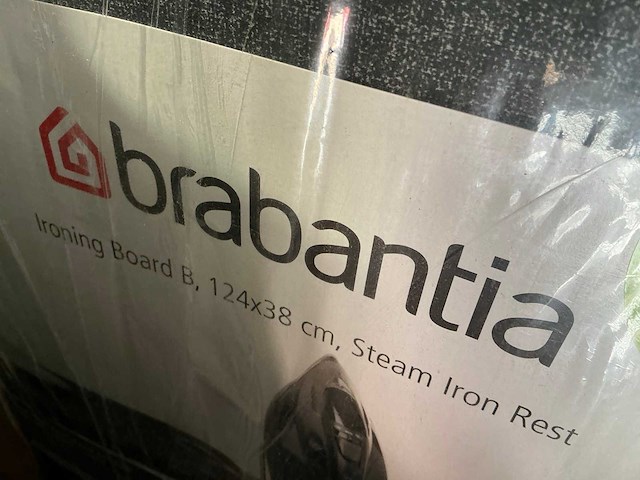 brabantia
Ironing Board B, 124x38 cm, Steam Iron Rest